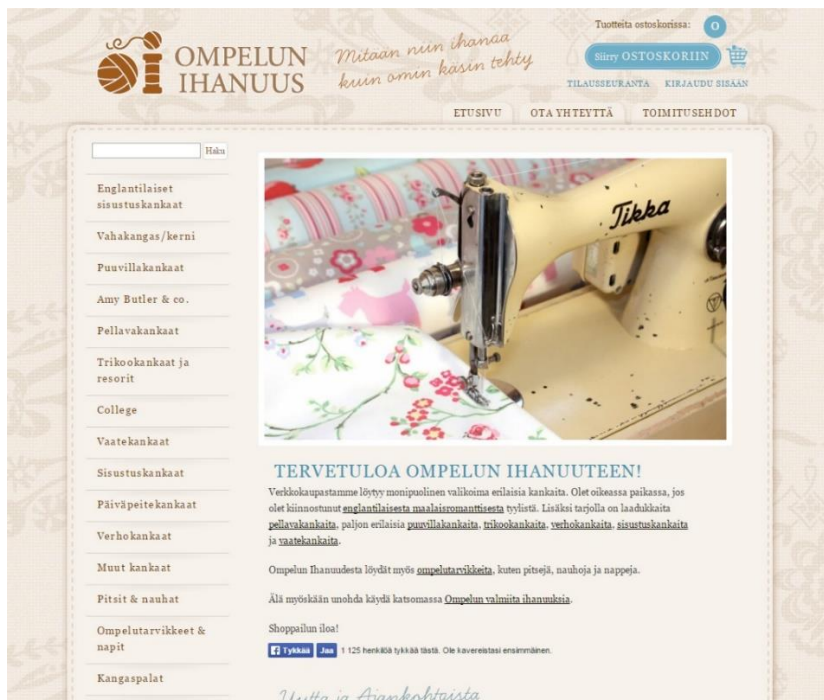 Tuotteita ostoskorissa: 0
OMPELUN
IHANUUS
Mitään niin ihanaa
kuin omin käsin tehty
Siirry OSTOSKORIIN
TILAUSSEURANTA KIRJAUDU SISÄÄN
ETUSIVU OTA YHTEYTTÄ TOIMITUSEHDOT
Haku
Englantilaiset
sisustuskankaat
Vahakangas/kerni
Puuvillakankaat
Amy Butler & co.
Pellavakankaat
Trikookankaat ja
resorit
College
Vaatekankaat
Sisustuskankaat
Päiväpeitekankaat
Verhokankaat
Muut kankaat
Pitsit & nauhat
Ompelutarvikkeet &
napit
Kangaspalat
Tikka
TERVETULOA OMPELUN IHANUUTEEN!
Verkkokaupastamme löytyy monipuolinen valikoima erilaisia kankaita. Olet oikeassa paikassa, jos
olet kiinnostunut englantilaisesta maalaisromanttisesta tyylistä. Lisäksi tarjolla on laadukkaita
pellavakankaita, paljon erilaisia puuvillakankaita, trikookankaita, verhokankaita, sisustuskankaita
ja vaatekankaita.
Ompelun Ihanuudesta löydät myös ompelutarvikkeita, kuten pitsejä, nauhoja ja nappeja.
Älä myöskään unohda käydä katsomassa Ompelun valmiita ihanuuksia.
Shoppailun iloa!
Tykkää Jaa 1 125 henkilöä tykkää tästä. Ole kavereistasi ensimmäinen.
Uutta ja Ajankohtaista